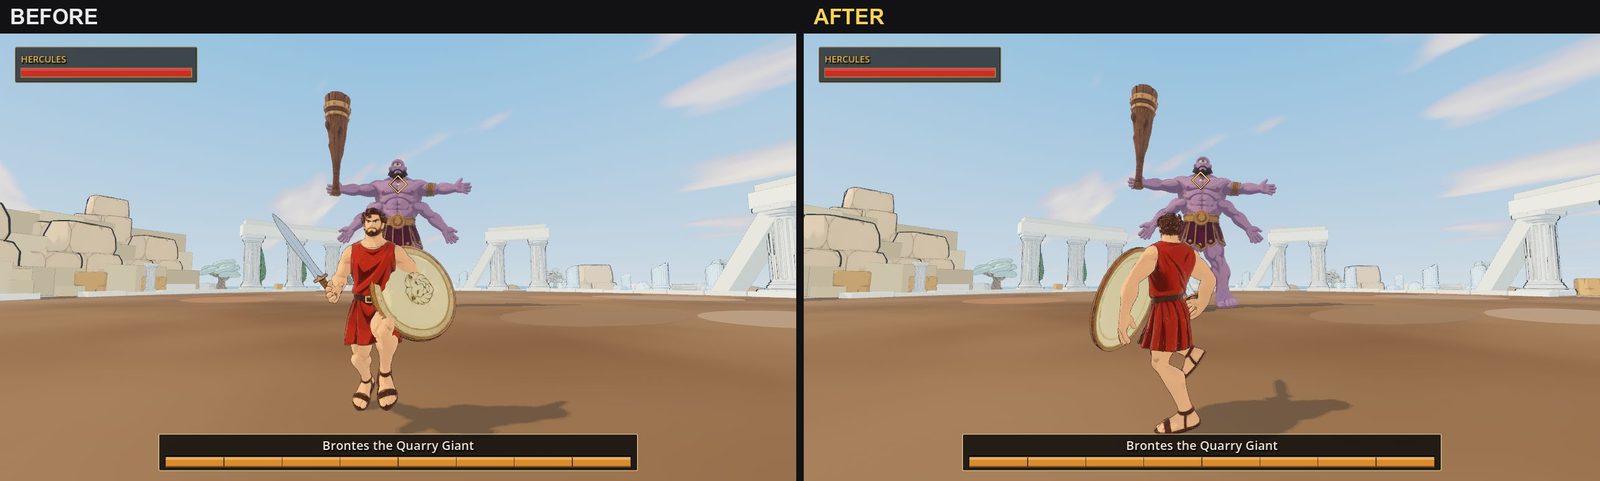 BEFORE
HERCULES
Brontes the Quarry Giant
AFTER
HERCULES
Brontes the Quarry Giant